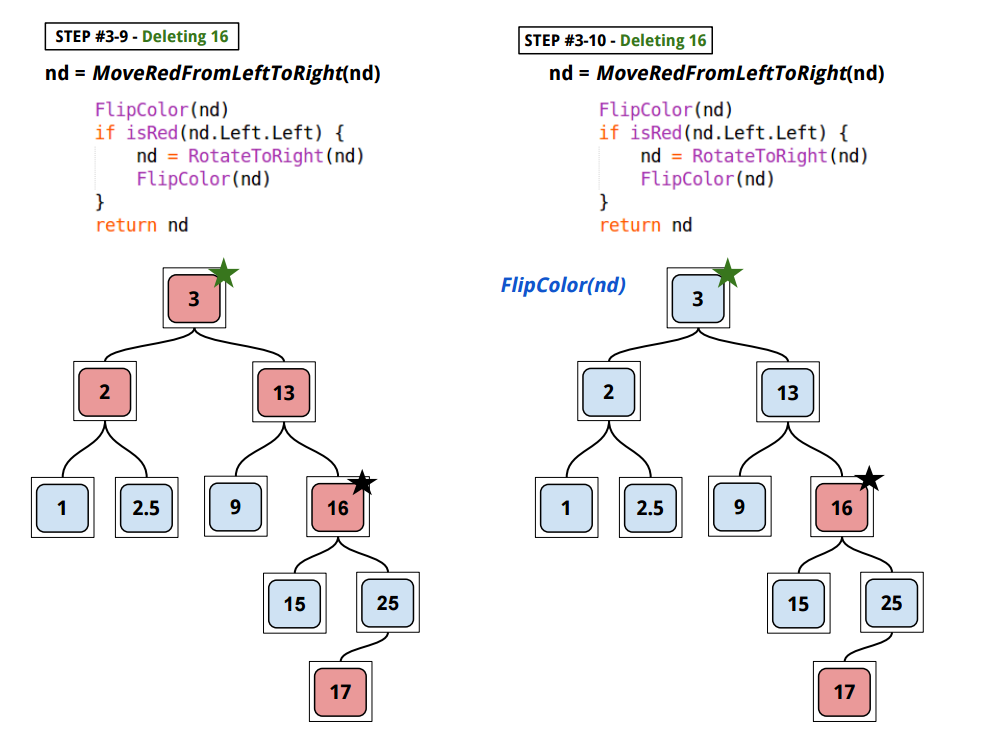 STEP #3-9 - Deleting 16
nd = MoveRedFromLeftToRight(nd)
FlipColor(nd)
if isRed(nd.Left.Left) {
nd = RotateToRight(nd)
FlipColor(nd)
}
return nd
3
2
13
1
2.5
9
16
15
25
17
STEP #3-10 - Deleting 16
nd = MoveRedFromLeftToRight(nd)
FlipColor(nd)
if isRed(nd.Left.Left) {
nd = RotateToRight(nd)
FlipColor(nd)
}
return nd
FlipColor(nd)
3
2
13
1
2.5
9
16
15
25
17